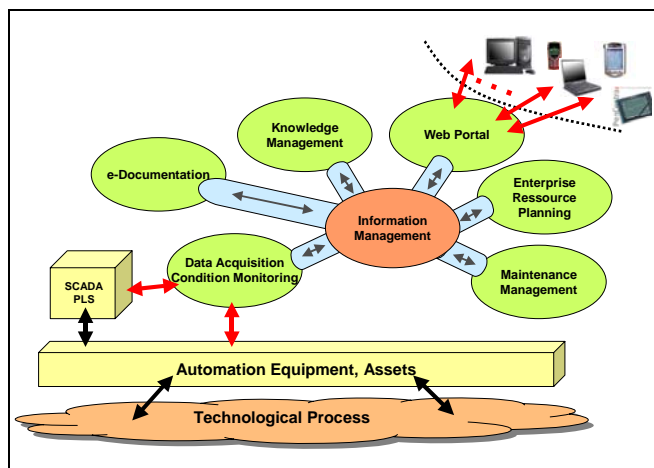 Knowledge
Management
Web Portal
e-Documentation
Enterprise
Ressource
Planning
Information
Management
Data Acquisition
Condition Monitoring
Maintenance
Management
SCADA
PLS
Automation Equipment, Assets
Technological Process